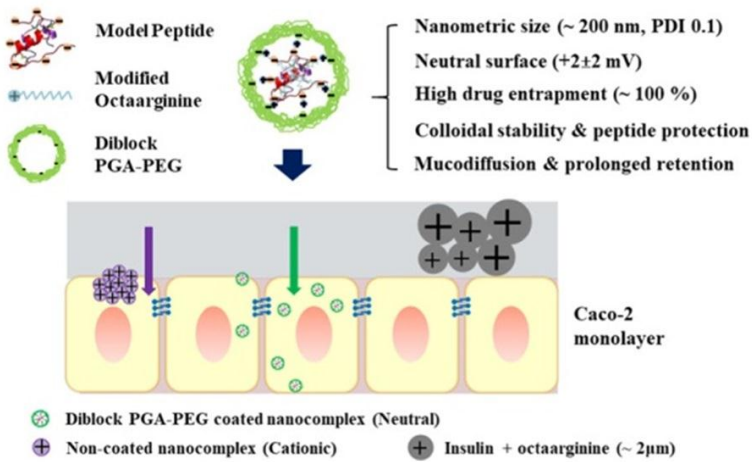 Model Peptide
Modified
Octaarginine
Diblock
PGA-PEG
Nanometric size (~ 200 nm, PDI 0.1)
Neutral surface (+2±2 mV)
High drug entrapment (~ 100 %)
Colloidal stability & peptide protection
Mucodiffusion & prolonged retention
Caco-2
monolayer
Diblock PGA-PEG coated nanocomplex (Neutral)
Non-coated nanocomplex (Cationic)
Insulin + octaarginine (~ 2μm)